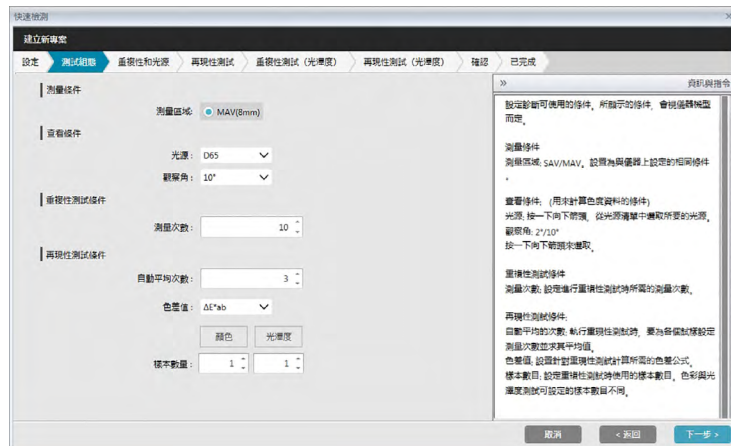 快速檢測
建立新專案
設定 測試組態 重複性和光源 再現性測試 重複性測試（光澤度） 再現性測試（光澤度） 確認 已完成
測量條件
測量區域: MAV(8mm)
查看條件
光源: D65
觀察角: 10°
重複性測試條件
測量次數: 10
再現性測試條件
自動平均次數: 3
色差值: ΔE*ab
顏色 光澤度
樣本數量: 1 1
» 資訊與指令
設定診斷可使用的條件。所顯示的條件，會視儀器機型
而定。
測量條件
測量區域: SAV/MAV。設置為與儀器上設定的相同條件
。
查看條件: (用來計算色度資料的條件)
光源: 按一下向下箭頭，從光源清單中選取所要的光源。
觀察角: 2°/10°
按一下向下箭頭來選取。
重複性測試條件
測量次數: 設定進行重複性測試時所需的測量次數。
再現性測試條件:
自動平均的次數: 執行重現性測試時，要為各個試樣設定
測量次數並求其平均值。
色差值: 設置針對重現性測試計算所需的色差公式。
樣本數目: 設定重複性測試時使用的樣本數目。色彩與光
澤度測試可設定的樣本數目不同。
取消 < 返回 下一步 >